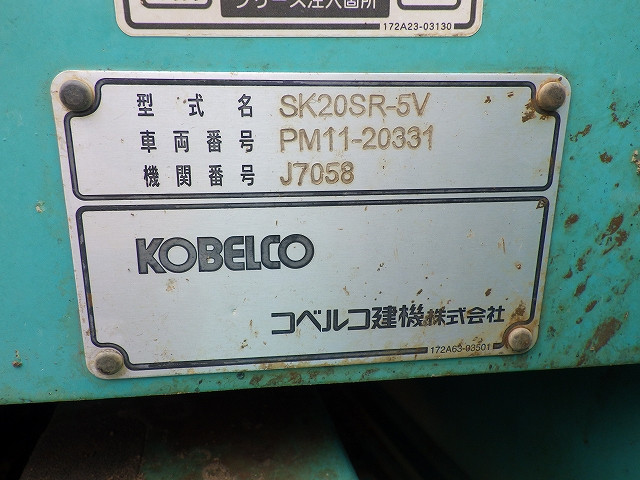 グリース注入個所
172A23-03130
型式名 SK20SR-5V
車両番号 PM11-20331
機関番号 J7058
KOBELCO
コベルコ建機株式会社
172A63-93501